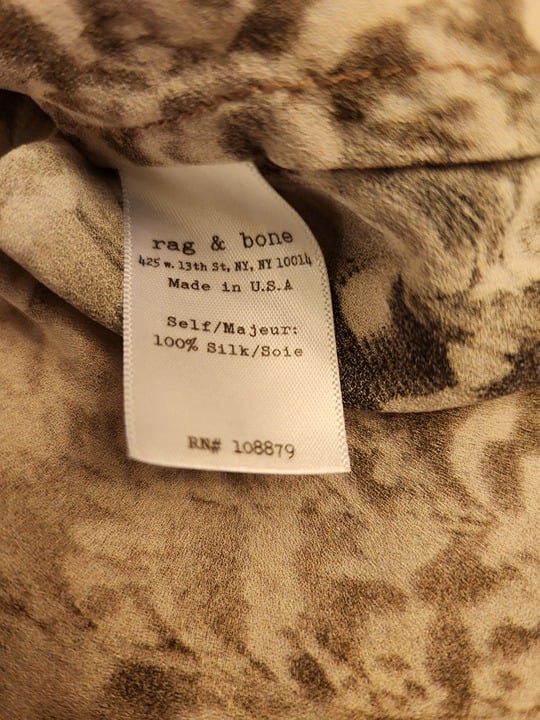 rag & bone
425 w. 13th St, NY, NY 10014
Made in U.S.A
Self/Majeur:
100% Silk/Soie
RN# 108879